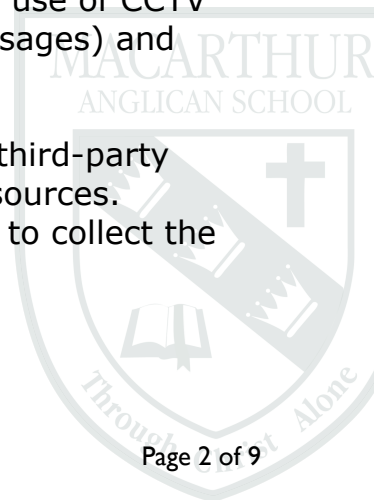 use of CCTV
sages) and
MACARTHUR
ANGLICAN SCHOOL
third-party
sources.
to collect the
Through Christ Alone
Page 2 of 9